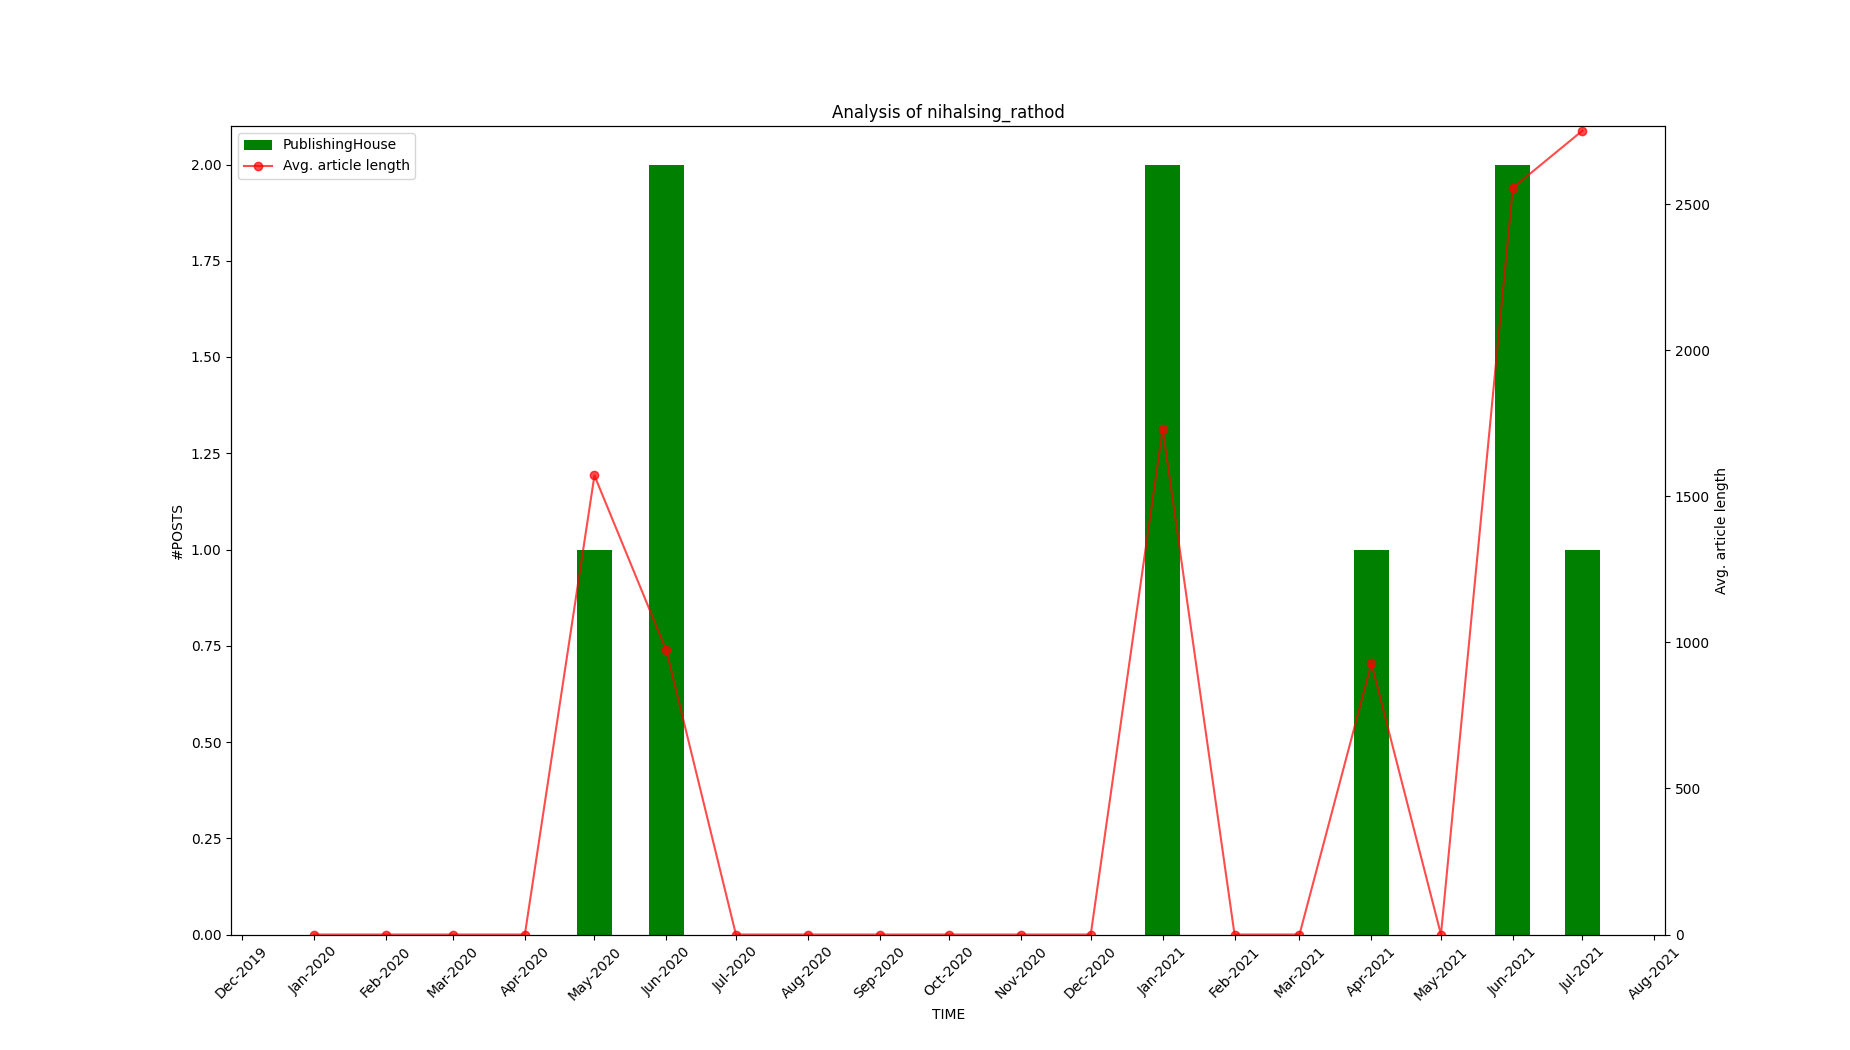 Analysis of nihalsing_rathod
PublishingHouse
Avg. article length
2.00
1.75
1.50
1.25
1.00
0.75
0.50
0.25
0.00
#POSTS
2500
2000
1500
1000
500
0
Avg. article length
Dec-2019
Jan-2020
Feb-2020
Mar-2020
Apr-2020
May-2020
Jun-2020
Jul-2020
Aug-2020
Sep-2020
Oct-2020
Nov-2020
Dec-2020
Jan-2021
Feb-2021
Mar-2021
Apr-2021
May-2021
Jun-2021
Jul-2021
Aug-2021
TIME